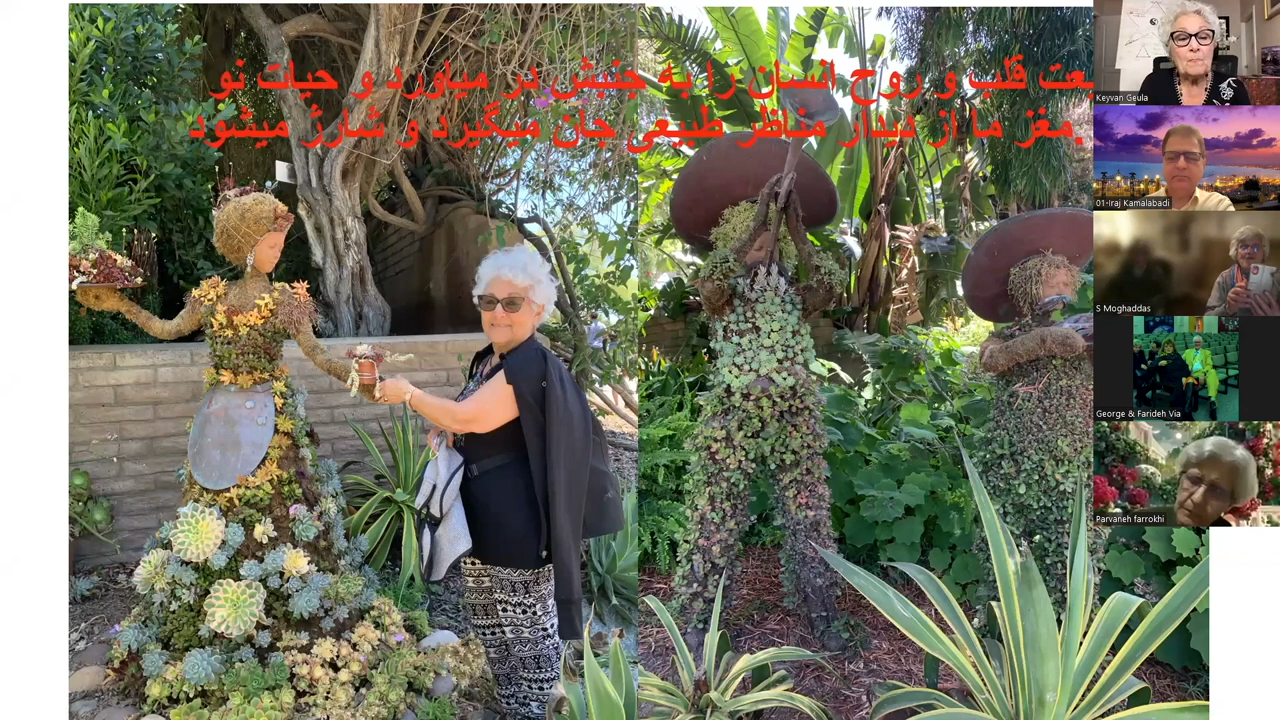 قلب و روح انسان را به جنبش در میاورد و حیات نو
مغز ما از دیدار مناظر طبیعی جان میگیرد و شارژ میشود
Keyvan Geula
01-Iraj Kamalabadi
S Moghaddas
George & Farideh Via
Parvaneh farrokhi